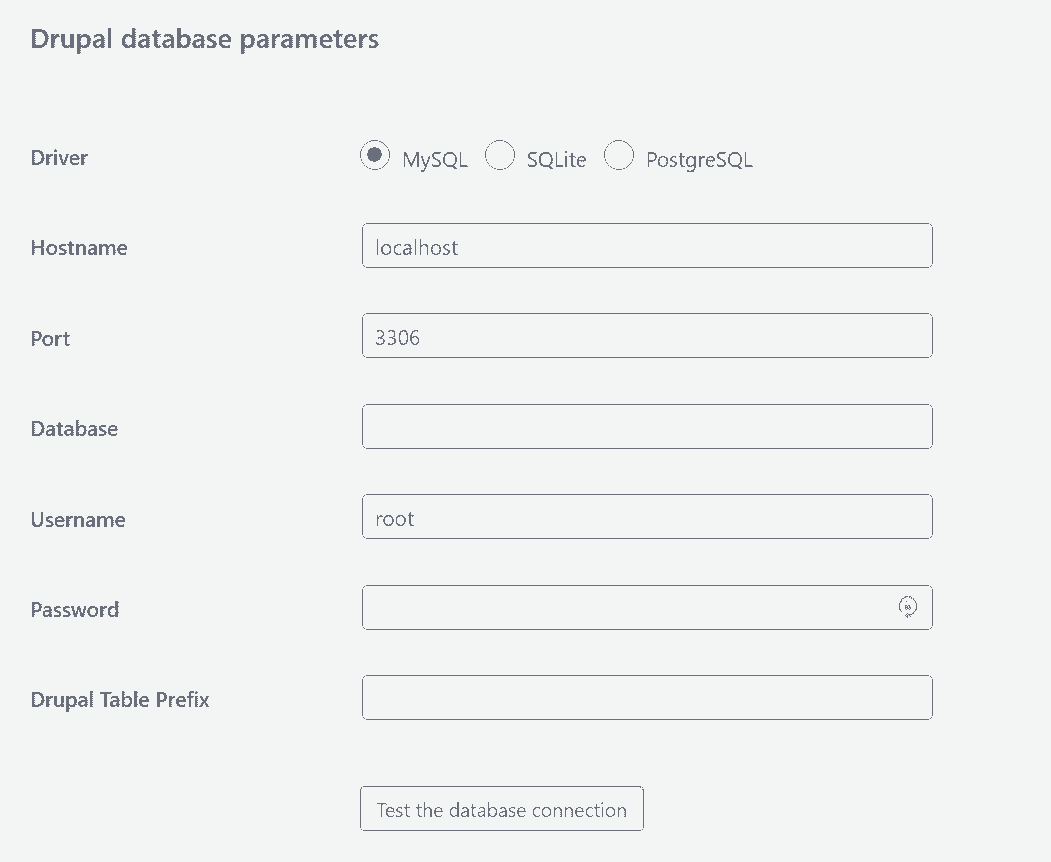 Drupal database parameters
Driver MySQL SQLite PostgreSQL
Hostname localhost
Port 3306
Database
Username root
Password
Drupal Table Prefix
Test the database connection